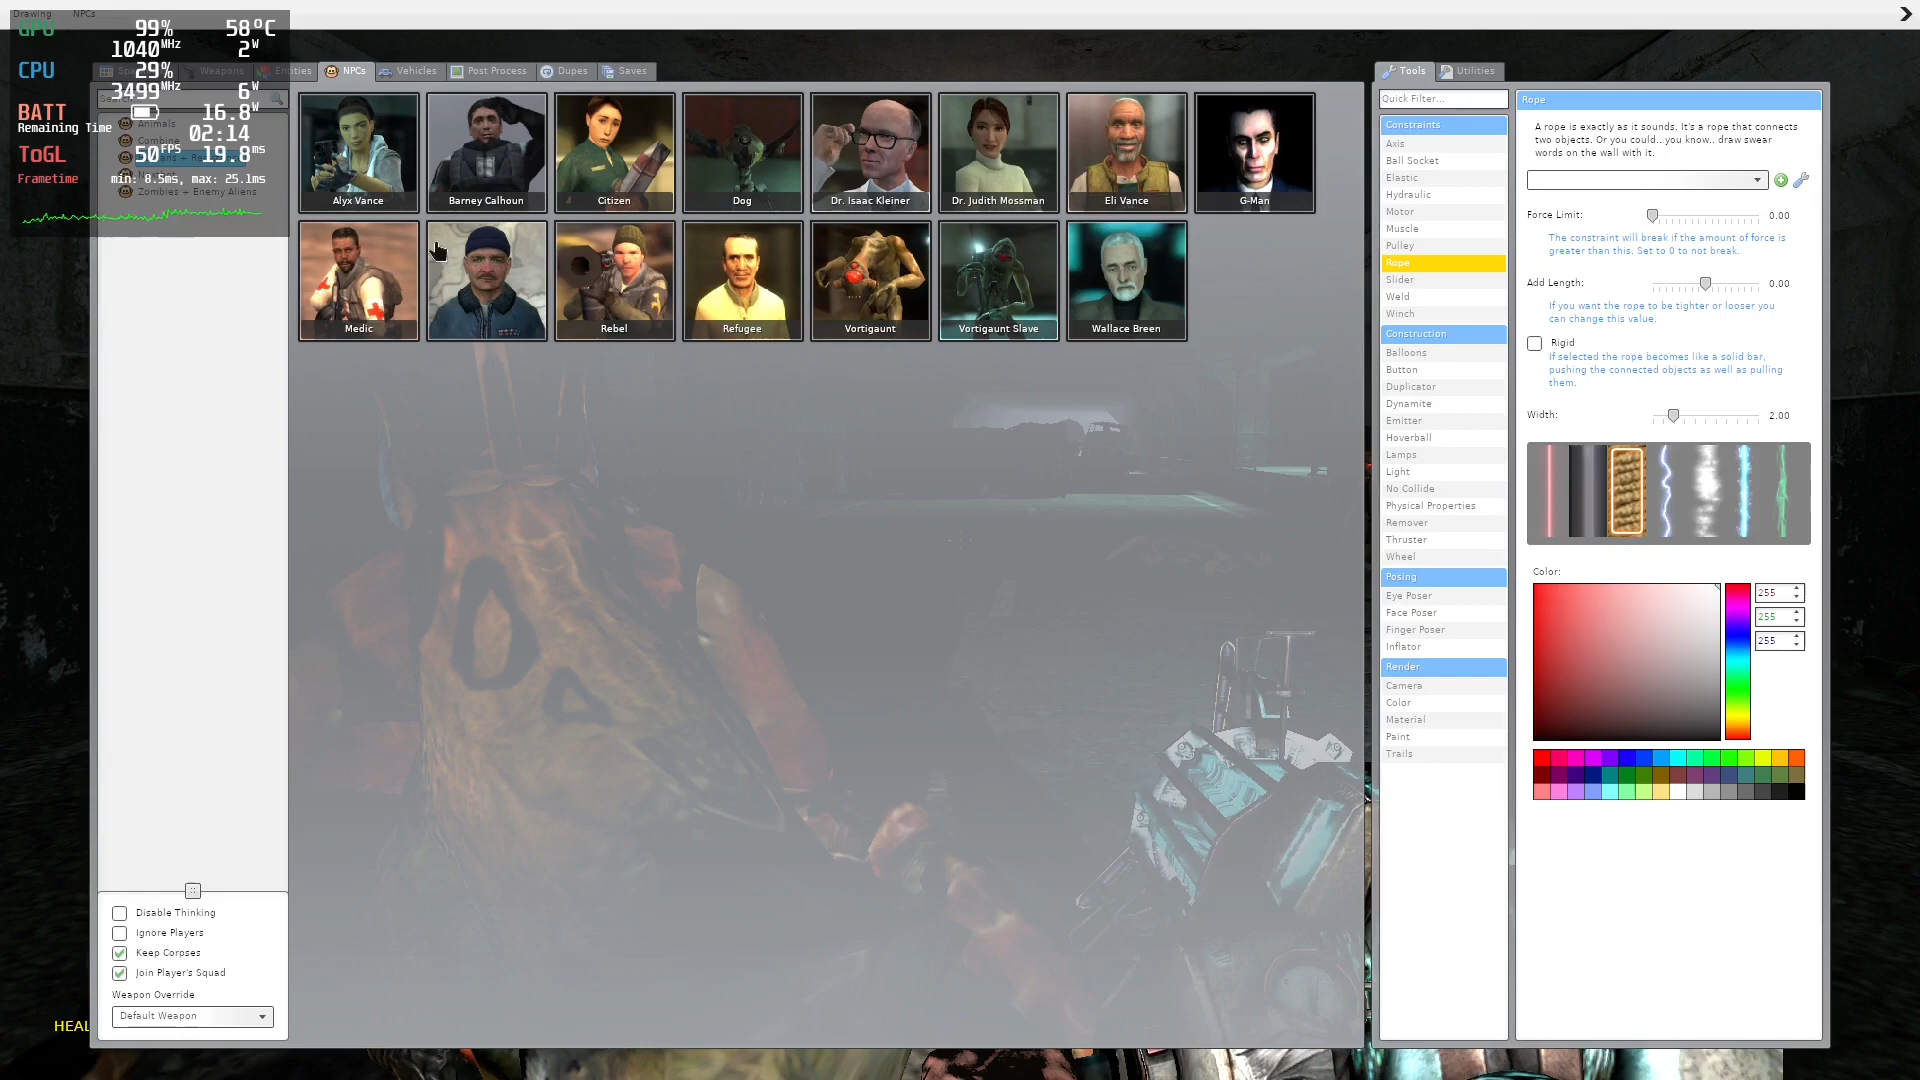 Drawing NPCs
GPU 99% 58°C
1040MHz 2W
CPU 29%
3499MHz 6W
BATT 16.8W
Remaining Time 02:14
ToGL 50FPS 19.8ms
Frametime min: 8.5ms, max: 25.1ms
Weapons
Entities
NPCs
Vehicles
Post Process
Dupes
Saves
Animals
Combine
Zombies + Enemy Aliens
Alyx Vance
Barney Calhoun
Citizen
Dog
Dr. Isaac Kleiner
Dr. Judith Mossman
Eli Vance
G-Man
Medic
Rebel
Refugee
Vortigaunt
Vortigaunt Slave
Wallace Breen
Disable Thinking
Ignore Players
Keep Corpses
Join Player's Squad
Weapon Override
Default Weapon
HEAL
Tools
Utilities
Quick Filter...
Constraints
Axis
Ball Socket
Elastic
Hydraulic
Motor
Muscle
Pulley
Rope
Slider
Weld
Winch
Construction
Balloons
Button
Duplicator
Dynamite
Emitter
Hoverball
Lamps
Light
No Collide
Physical Properties
Remover
Thruster
Wheel
Posing
Eye Poser
Face Poser
Finger Poser
Inflator
Render
Camera
Color
Material
Paint
Trails
Rope
A rope is exactly as it sounds. It's a rope that connects
two objects. Or you could.. you know.. draw swear
words on the wall with it.
Force Limit: 0.00
The constraint will break if the amount of force is
greater than this. Set to 0 to not break.
Add Length: 0.00
If you want the rope to be tighter or looser you
can change this value.
Rigid
If selected the rope becomes like a solid bar,
pushing the connected objects as well as pulling
them.
Width: 2.00
Color:
255
255
255